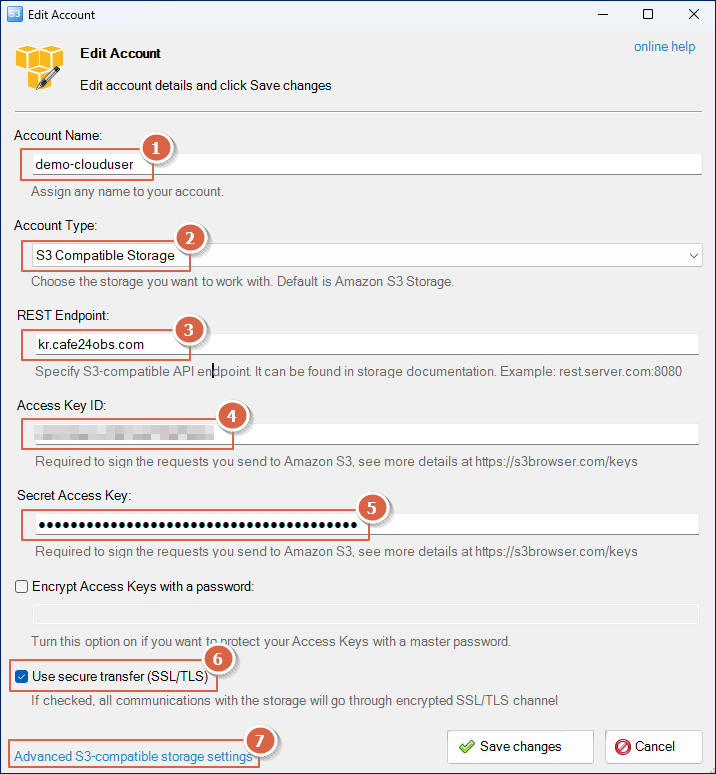 S3 Edit Account
Edit Account
online help
Edit account details and click Save changes
Account Name:
1
demo-clouduser
Assign any name to your account.
Account Type:
2
S3 Compatible Storage
Choose the storage you want to work with. Default is Amazon S3 Storage.
REST Endpoint:
3
kr.cafe24obs.com
Specify S3-compatible API endpoint. It can be found in storage documentation. Example: rest.server.com:8080
Access Key ID:
4
Required to sign the requests you send to Amazon S3, see more details at https://s3browser.com/keys
Secret Access Key:
5
Required to sign the requests you send to Amazon S3, see more details at https://s3browser.com/keys
Encrypt Access Keys with a password:
Turn this option on if you want to protect your Access Keys with a master password.
6
Use secure transfer (SSL/TLS)
If checked, all communications with the storage will go through encrypted SSL/TLS channel
7
Advanced S3-compatible storage settings
Save changes
Cancel